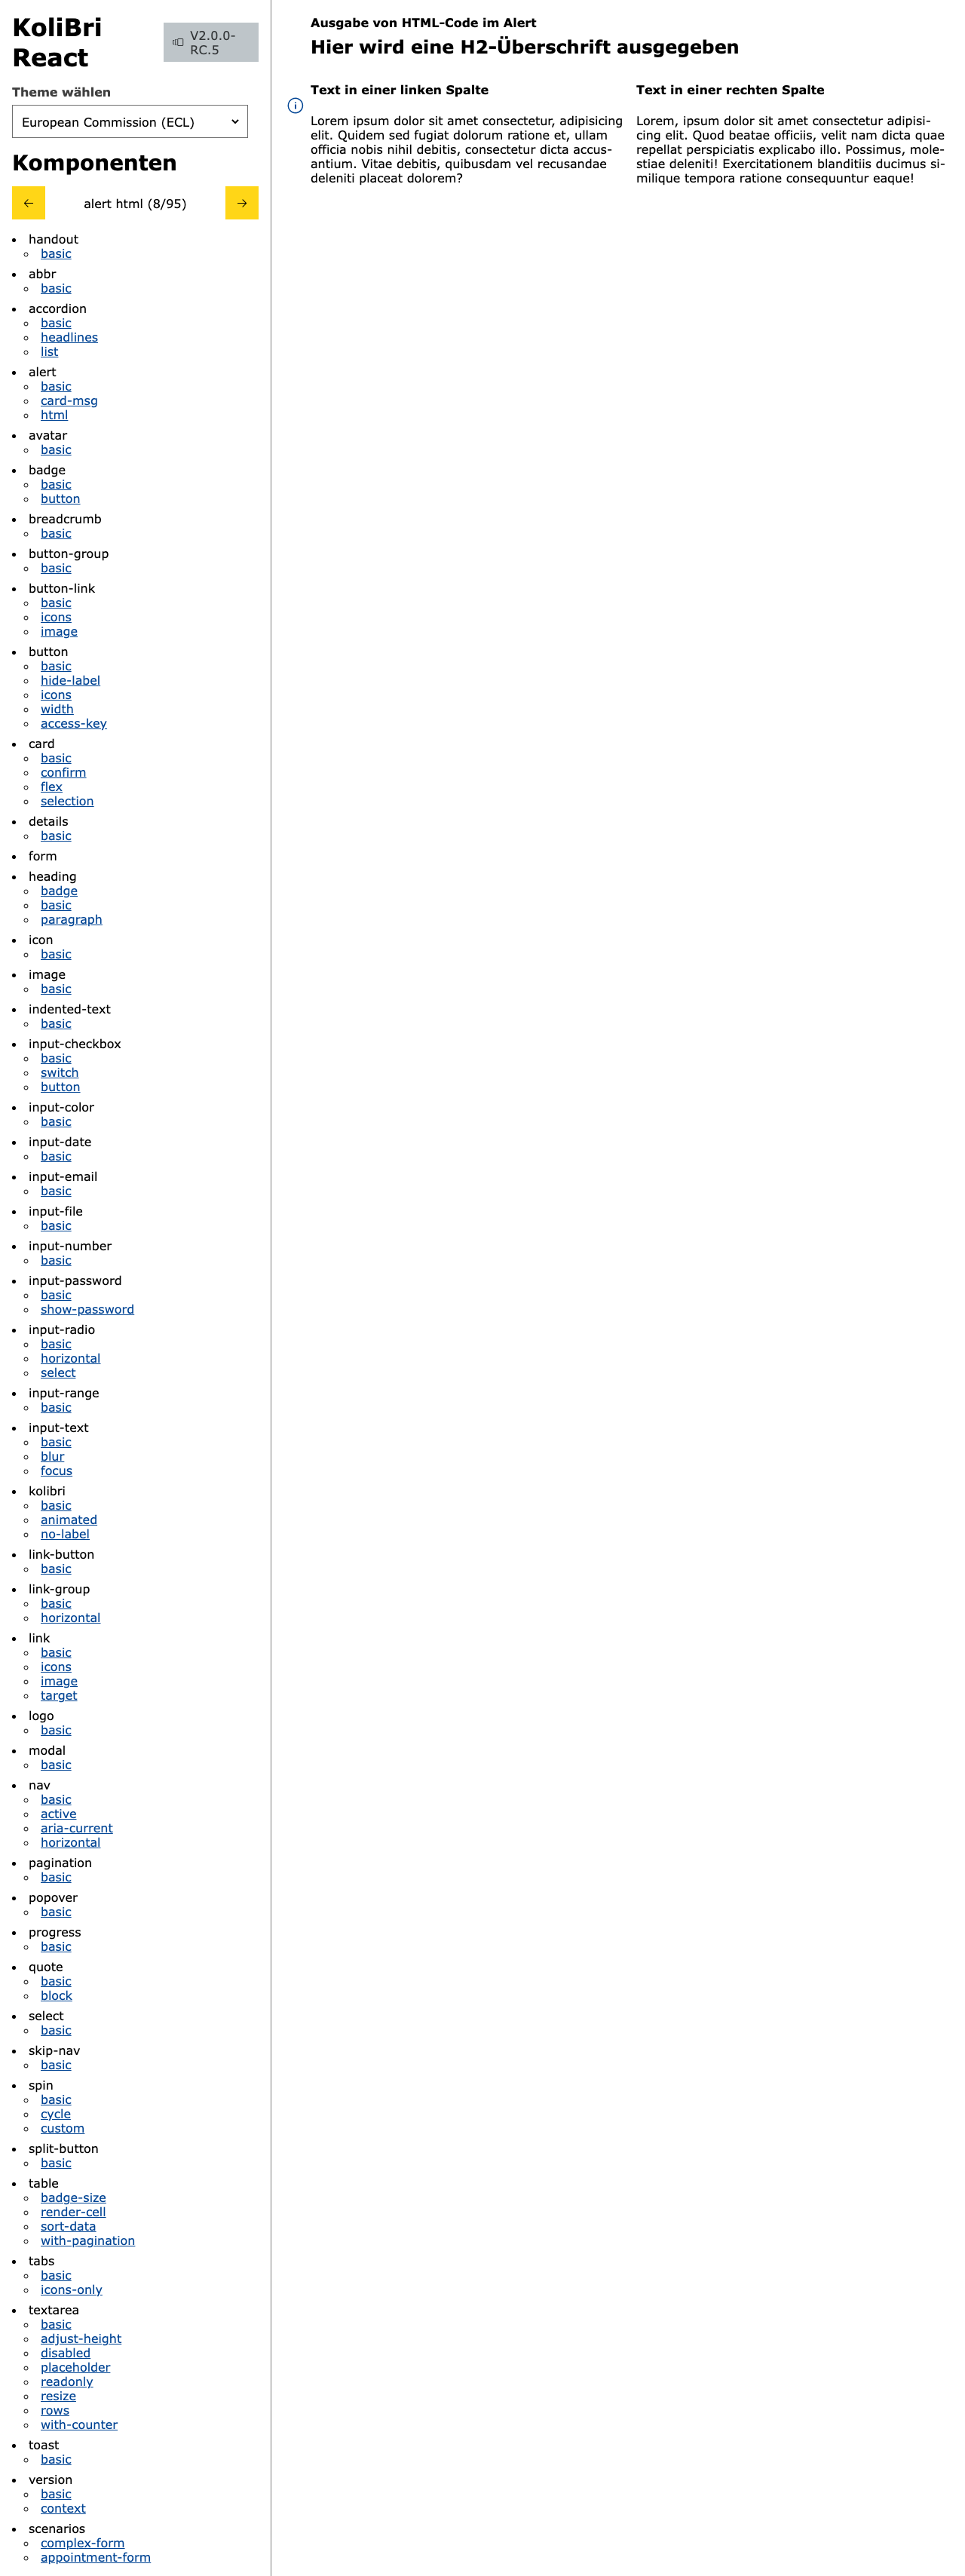 KoliBri
React
V2.0.0-
RC.5
Theme wählen
European Commission (ECL)
Komponenten
alert html (8/95)
handout
basic
abbr
basic
accordion
basic
headlines
list
alert
basic
card-msg
html
avatar
basic
badge
basic
button
breadcrumb
basic
button-group
basic
button-link
basic
icons
image
button
basic
hide-label
icons
width
access-key
card
basic
confirm
flex
selection
details
basic
form
heading
badge
basic
paragraph
icon
basic
image
basic
indented-text
basic
input-checkbox
basic
switch
button
input-color
basic
input-date
basic
input-email
basic
input-file
basic
input-number
basic
input-password
basic
show-password
input-radio
basic
horizontal
select
input-range
basic
input-text
basic
blur
focus
kolibri
basic
animated
no-label
link-button
basic
link-group
basic
horizontal
link
basic
icons
image
target
logo
basic
modal
basic
nav
basic
active
aria-current
horizontal
pagination
basic
popover
basic
progress
basic
quote
basic
block
select
basic
skip-nav
basic
spin
basic
cycle
custom
split-button
basic
table
badge-size
render-cell
sort-data
with-pagination
tabs
basic
icons-only
textarea
basic
adjust-height
disabled
placeholder
readonly
resize
rows
with-counter
toast
basic
version
basic
context
scenarios
complex-form
appointment-form
Ausgabe von HTML-Code im Alert
Hier wird eine H2-Überschrift ausgegeben
Text in einer linken Spalte
Lorem ipsum dolor sit amet consectetur, adipisicing
elit. Quidem sed fugiat dolorum ratione et, ullam
officia nobis nihil debitis, consectetur dicta accus-
antium. Vitae debitis, quibusdam vel recusandae
deleniti placeat dolorem?
Text in einer rechten Spalte
Lorem, ipsum dolor sit amet consectetur adipisi-
cing elit. Quod beatae officiis, velit nam dicta quae
repellat perspiciatis explicabo illo. Possimus, mole-
stiae deleniti! Exercitationem blanditiis ducimus si-
milique tempora ratione consequuntur eaque!